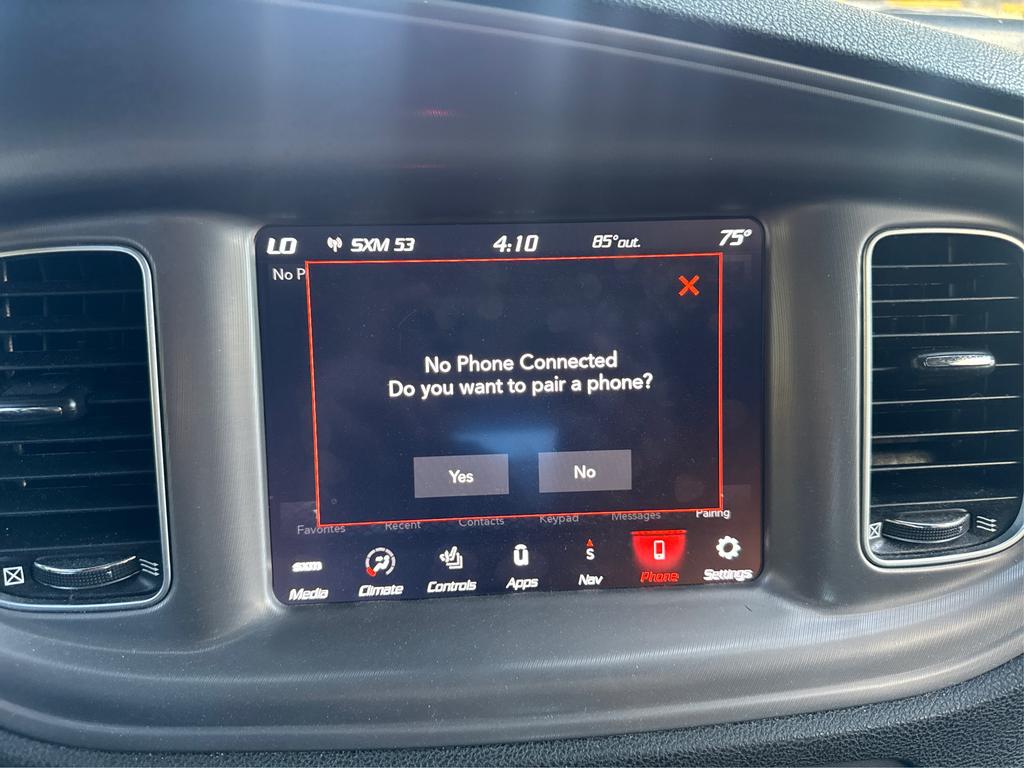 LO SXM 53 4:10 85° out. 75°
No P
No Phone Connected
Do you want to pair a phone?
Yes No
Favorites Recent Contacts Keypad Messages Pairing
S
SXM
Media Climate Controls Apps Nav Phone Settings